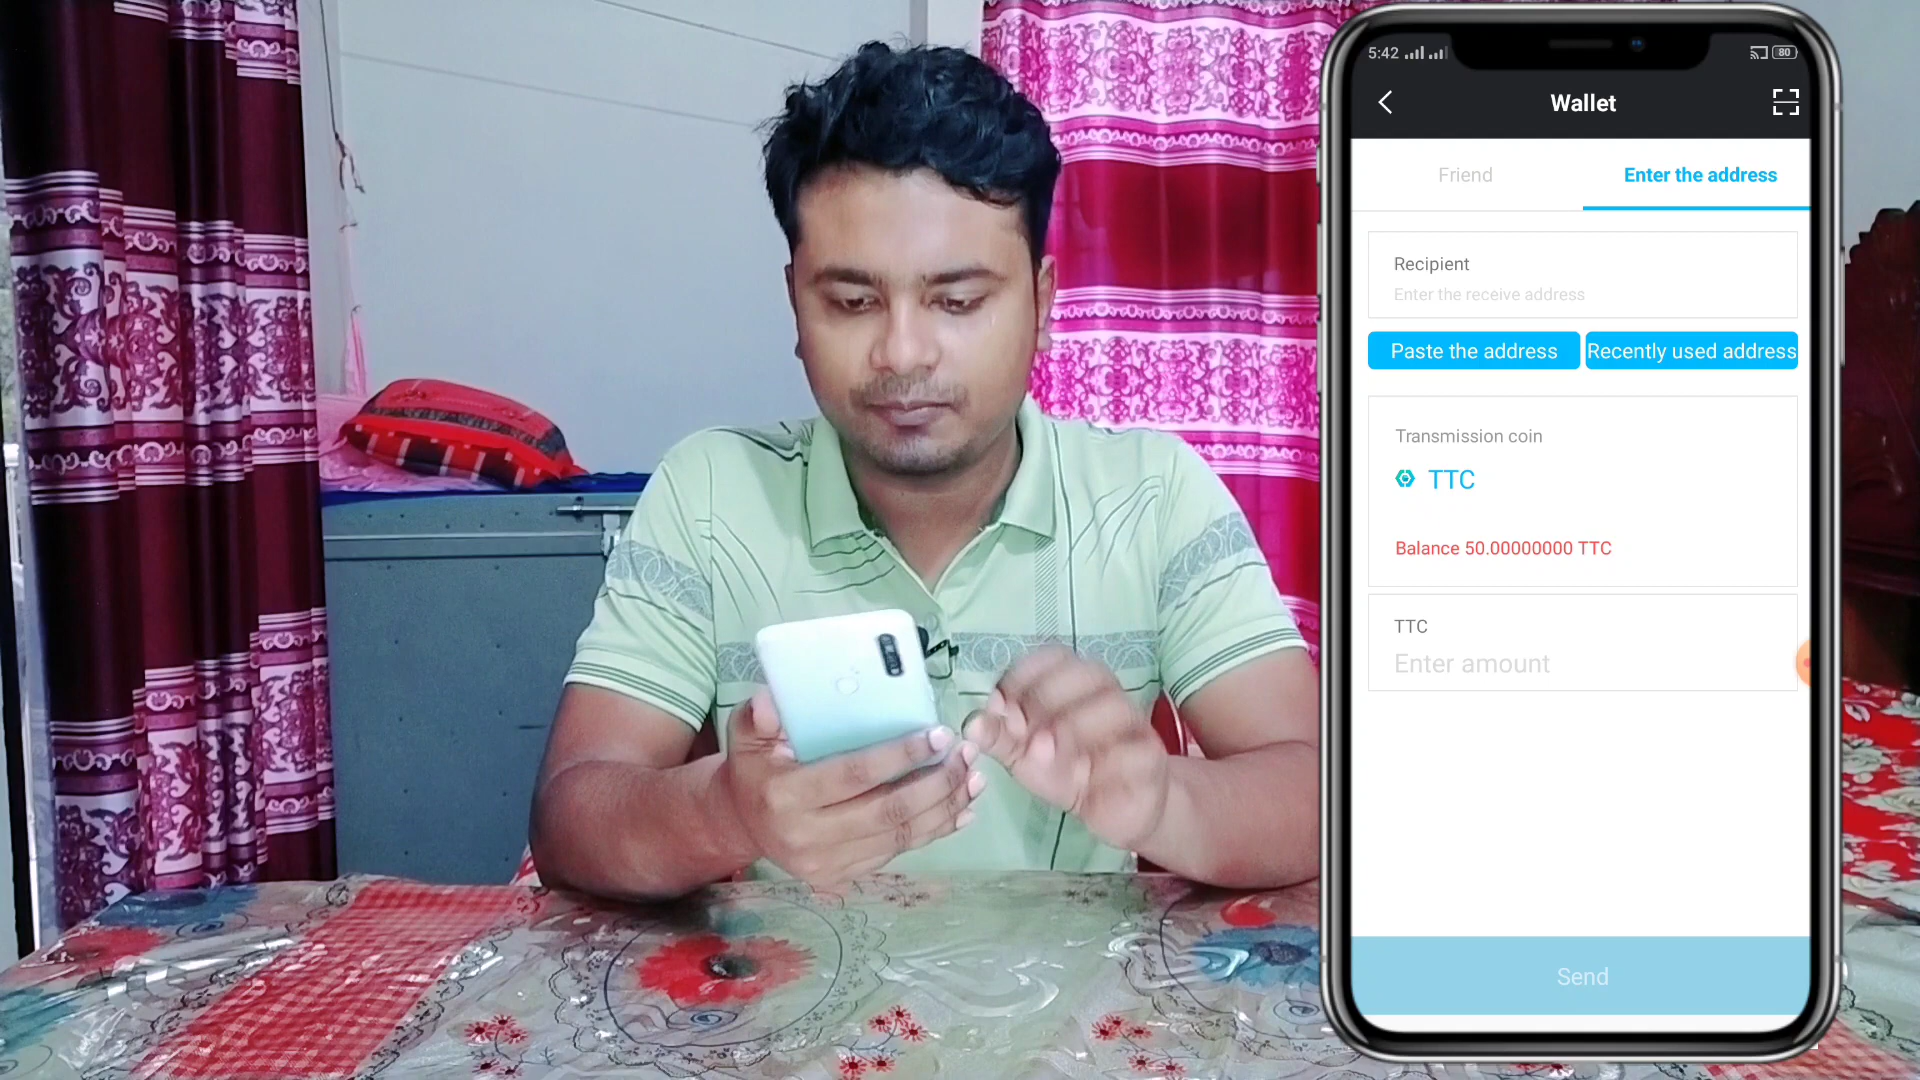 5:42
80
Wallet
Friend
Enter the address
Recipient
Enter the receive address
Paste the address
Recently used address
Transmission coin
TTC
Balance 50.00000000 TTC
TTC
Enter amount
Send